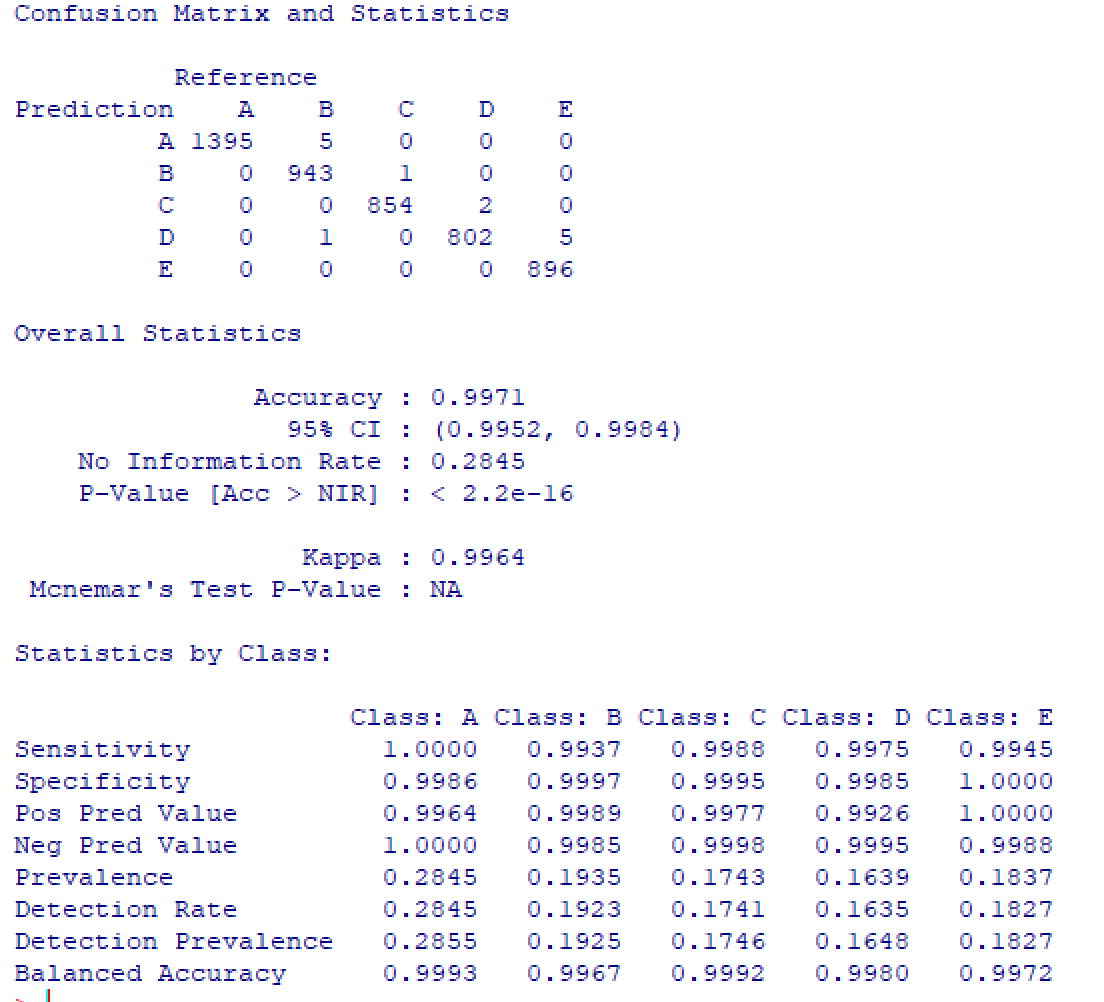 Confusion Matrix and Statistics

          Reference
Prediction    A    B    C    D    E
         A 1395    5    0    0    0
         B    0  943    1    0    0
         C    0    0  854    2    0
         D    0    1    0  802    5
         E    0    0    0    0  896

Overall Statistics

               Accuracy : 0.9971
                 95% CI : (0.9952, 0.9984)
    No Information Rate : 0.2845
    P-Value [Acc > NIR] : < 2.2e-16

                  Kappa : 0.9964
 Mcnemar's Test P-Value : NA

Statistics by Class:

                     Class: A Class: B Class: C Class: D Class: E
Sensitivity            1.0000   0.9937   0.9988   0.9975   0.9945
Specificity            0.9986   0.9997   0.9995   0.9985   1.0000
Pos Pred Value         0.9964   0.9989   0.9977   0.9926   1.0000
Neg Pred Value         1.0000   0.9985   0.9998   0.9995   0.9988
Prevalence             0.2845   0.1935   0.1743   0.1639   0.1837
Detection Rate         0.2845   0.1923   0.1741   0.1635   0.1827
Detection Prevalence   0.2855   0.1925   0.1746   0.1648   0.1827
Balanced Accuracy      0.9993   0.9967   0.9992   0.9980   0.9972